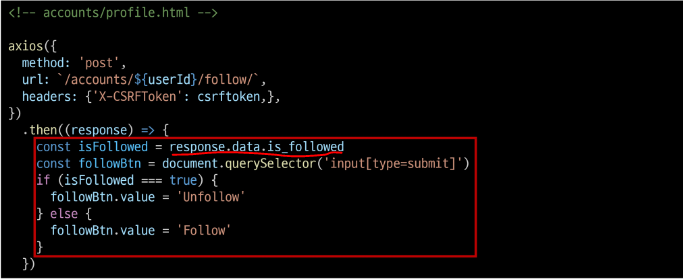 <!-- accounts/profile.html -->
axios({
  method: 'post',
  url: `/accounts/${userId}/follow/`,
  headers: {'X-CSRFToken': csrftoken,},
})
  .then((response) => {
    const isFollowed = response.data.is_followed
    const followBtn = document.querySelector('input[type=submit]')
    if (isFollowed === true) {
      followBtn.value = 'Unfollow'
    } else {
      followBtn.value = 'Follow'
    }
  })